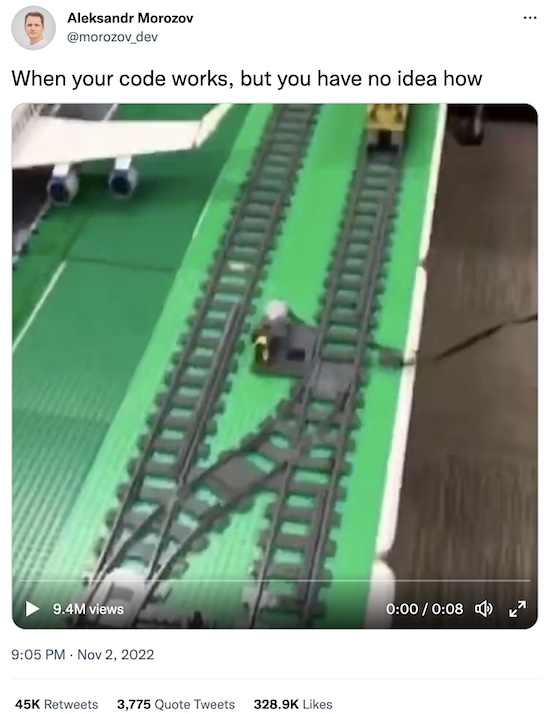 Aleksandr Morozov
@morozov_dev
When your code works, but you have no idea how
9.4M views
0:00 / 0:08
9:05 PM · Nov 2, 2022
45K Retweets 3,775 Quote Tweets 328.9K Likes